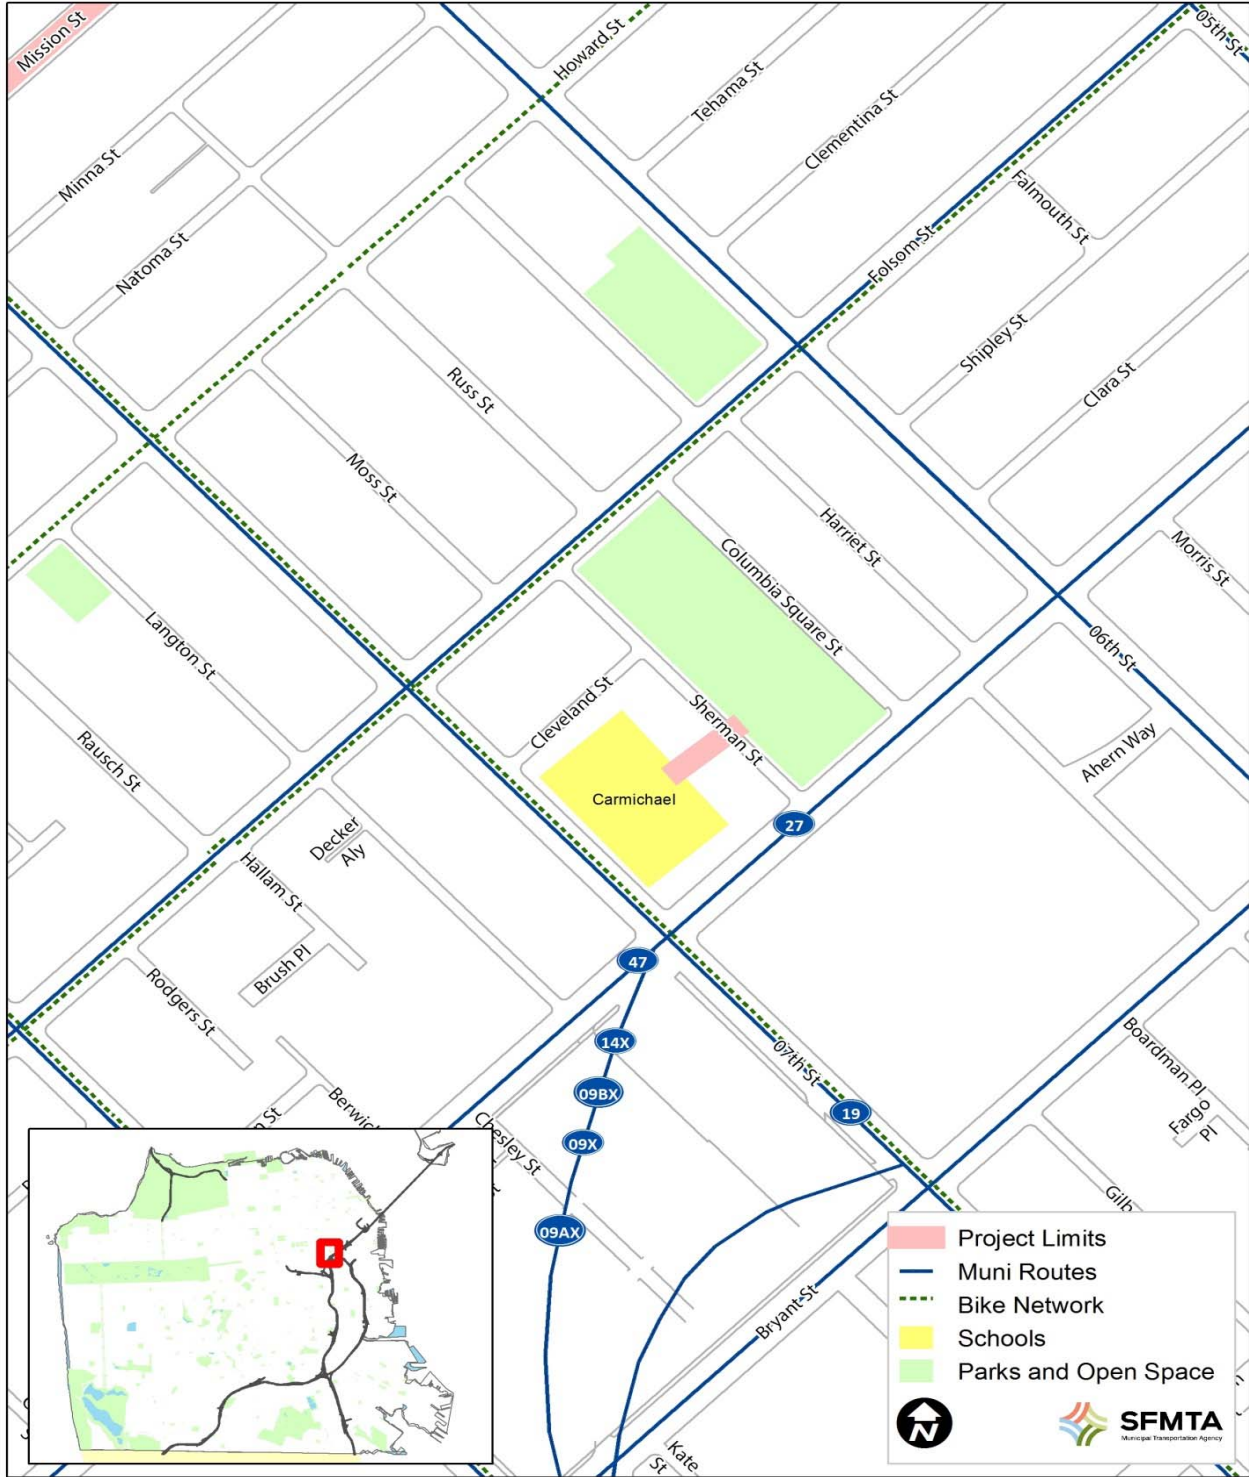 Mission St
Howard St
05th St
Tehama St
Clementina St
Minna St
Falmouth St
Natoma St
Folsom St
Shipley St
Clara St
Russ St
Moss St
Harriet St
Morris St
Columbia Square St
Langton St
06th St
Cleveland St
Sherman St
Rausch St
Ahern Way
Carmichael
27
Decker
Aly
Hallam St
47
Brush Pl
Rodgers St
14X
07th St
Boardman Pl
09BX
19
Fargo
Pl
Berwick
Chesley St
09X
Gilb
09AX
Bryant St
Kate
St
Project Limits
Muni Routes
Bike Network
Schools
Parks and Open Space
N
SFMTA
Municipal Transportation Agency